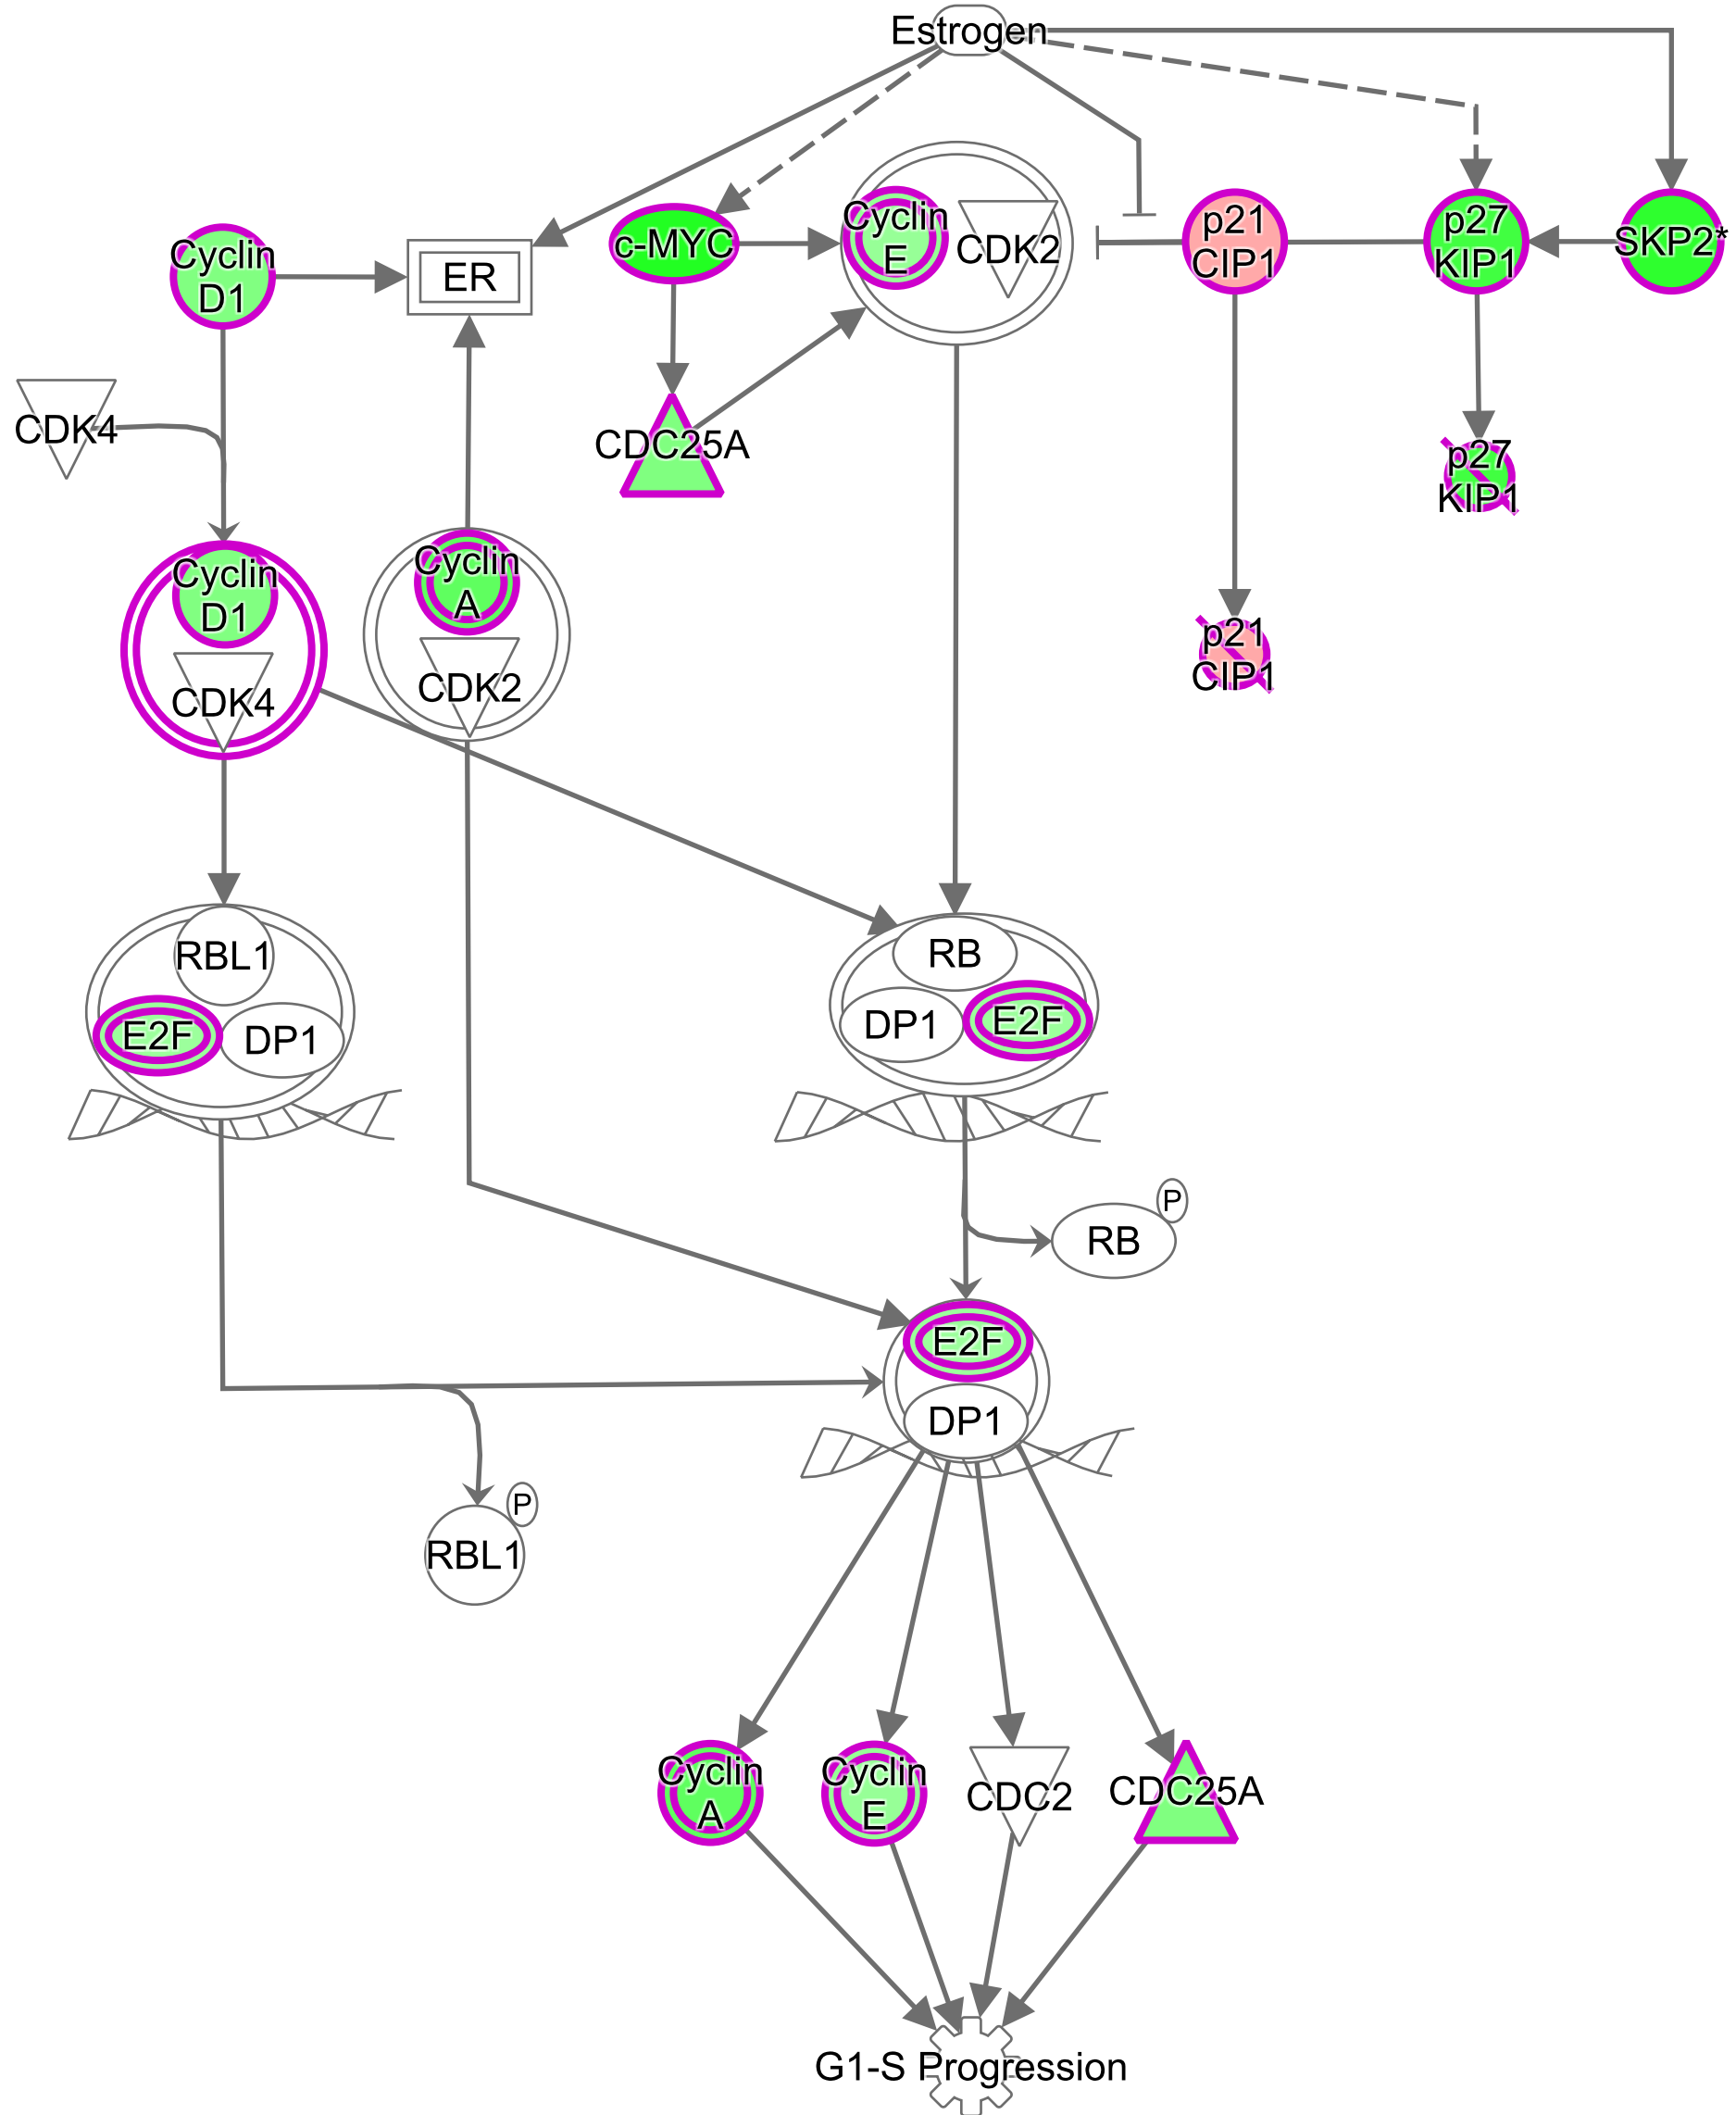 Estrogen
Cyclin
D1
ER
c-MYC
Cyclin
E
CDK2
p21
CIP1
p27
KIP1
SKP2*
CDK4
CDC25A
p27
KIP1
Cyclin
D1
CDK4
Cyclin
A
CDK2
p21
CIP1
RBL1
E2F
DP1
RB
DP1
E2F
P
RB
E2F
DP1
P
RBL1
Cyclin
A
Cyclin
E
CDC2
CDC25A
G1-S Progression